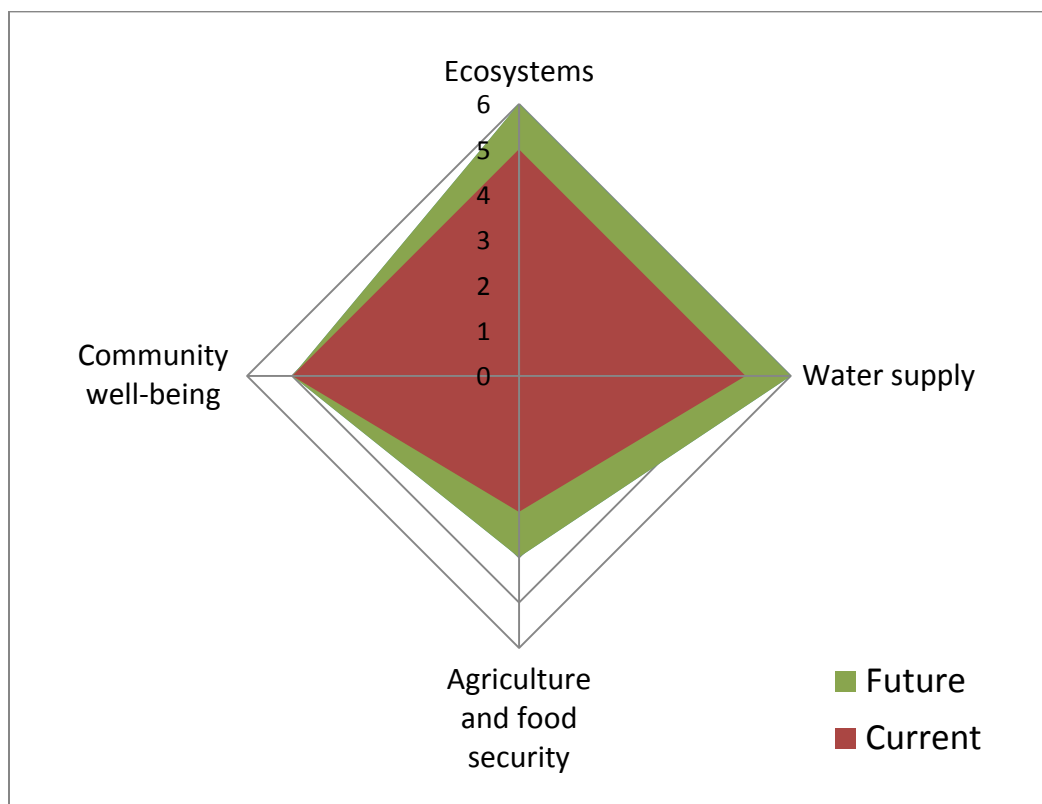 Ecosystems
6
5
4
3
2
1
0
Community
well-being
Water supply
Agriculture
and food
security
Future
Current